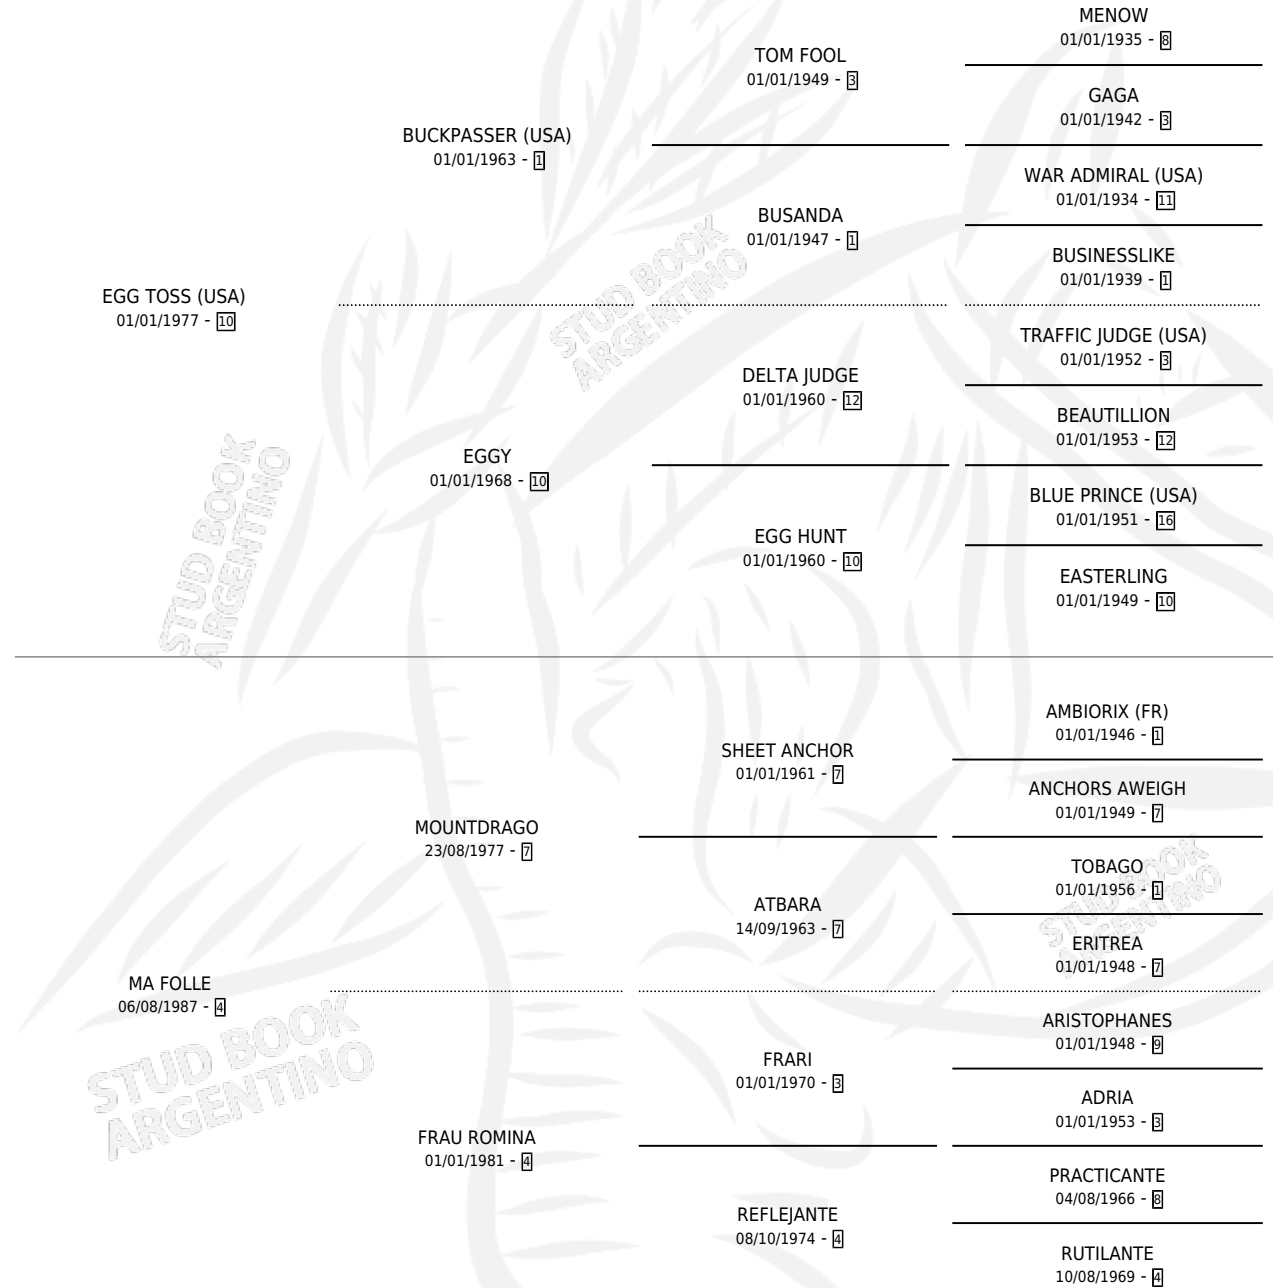 MENOW
01/01/1935 - 8
TOM FOOL
01/01/1949 - 3
GAGA
01/01/1942 - 3
BUCKPASSER (USA)
01/01/1963 - 1
WAR ADMIRAL (USA)
01/01/1934 - 11
BUSANDA
01/01/1947 - 1
BUSINESSLIKE
01/01/1939 - 1
EGG TOSS (USA)
01/01/1977 - 10
STUD BOOK
ARGENTINO
TRAFFIC JUDGE (USA)
01/01/1952 - 3
DELTA JUDGE
01/01/1960 - 12
BEAUTILLION
01/01/1953 - 12
EGGY
01/01/1968 - 10
BLUE PRINCE (USA)
01/01/1951 - 16
EGG HUNT
01/01/1960 - 10
EASTERLING
01/01/1949 - 10
STUD BOOK
ARGENTINO
AMBIORIX (FR)
01/01/1946 - 1
SHEET ANCHOR
01/01/1961 - 7
ANCHORS AWEIGH
01/01/1949 - 7
MOUNTDRAGO
23/08/1977 - 7
TOBAGO
01/01/1956 - 1
ATBARA
14/09/1963 - 7
STUD BOOK
ARGENTINO
ERITREA
01/01/1948 - 7
MA FOLLE
06/08/1987 - 4
STUD BOOK
ARGENTINO
ARISTOPHANES
01/01/1948 - 9
FRARI
01/01/1970 - 3
ADRIA
01/01/1953 - 3
FRAU ROMINA
01/01/1981 - 4
PRACTICANTE
04/08/1966 - 8
REFLEJANTE
08/10/1974 - 4
RUTILANTE
10/08/1969 - 4